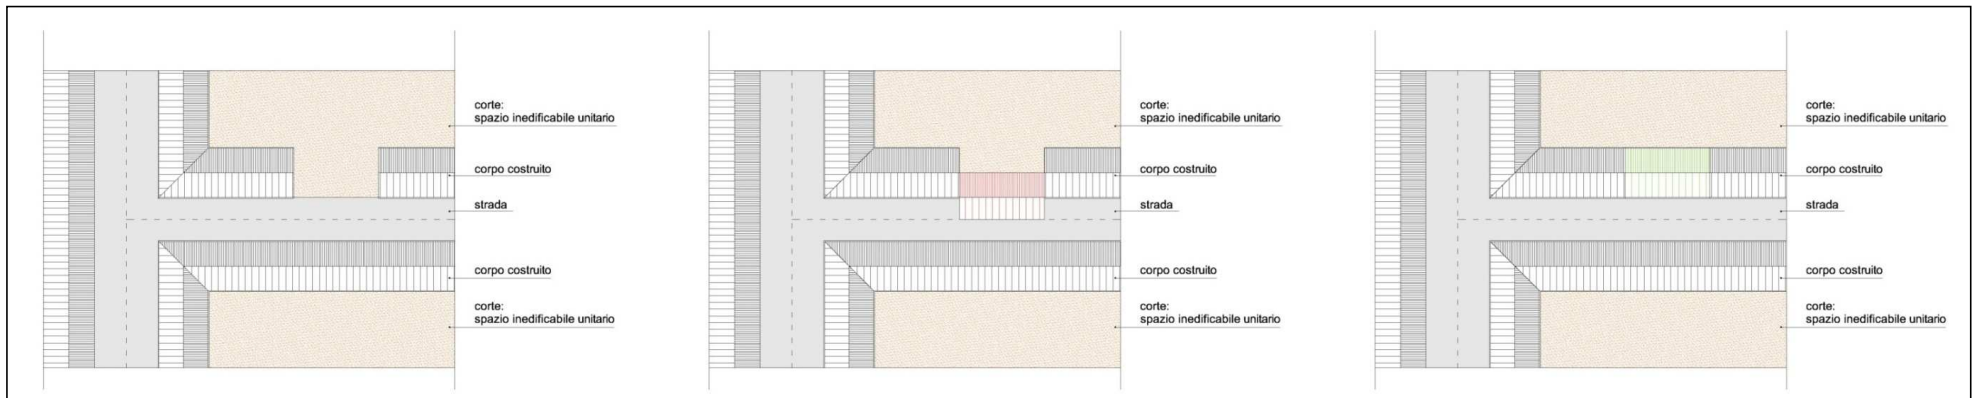 corte:
spazio inedificabile unitario
corpo costruito
strada
corpo costruito
corte:
spazio inedificabile unitario
corte:
spazio inedificabile unitario
corpo costruito
strada
corpo costruito
corte:
spazio inedificabile unitario
corte:
spazio inedificabile unitario
corpo costruito
strada
corpo costruito
corte:
spazio inedificabile unitario